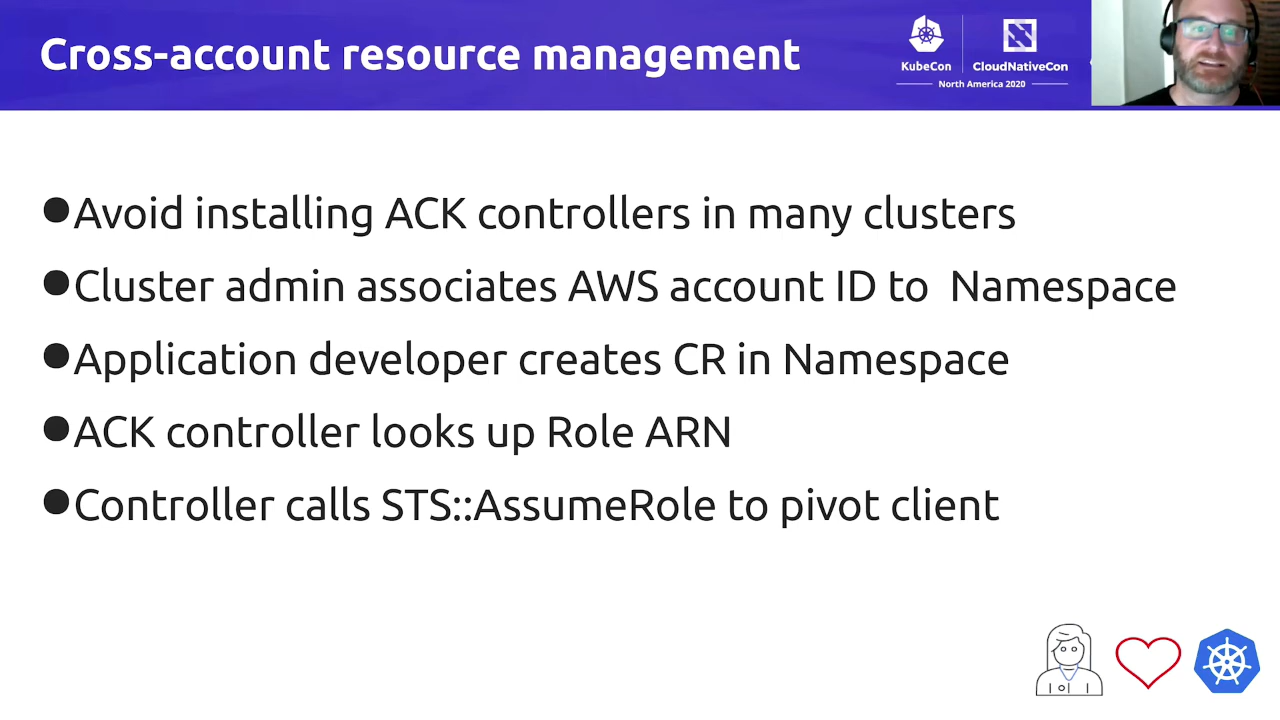 Cross-account resource management
KubeCon
CloudNativeCon
North America 2020
●Avoid installing ACK controllers in many clusters
●Cluster admin associates AWS account ID to  Namespace
●Application developer creates CR in Namespace
●ACK controller looks up Role ARN
●Controller calls STS::AssumeRole to pivot client